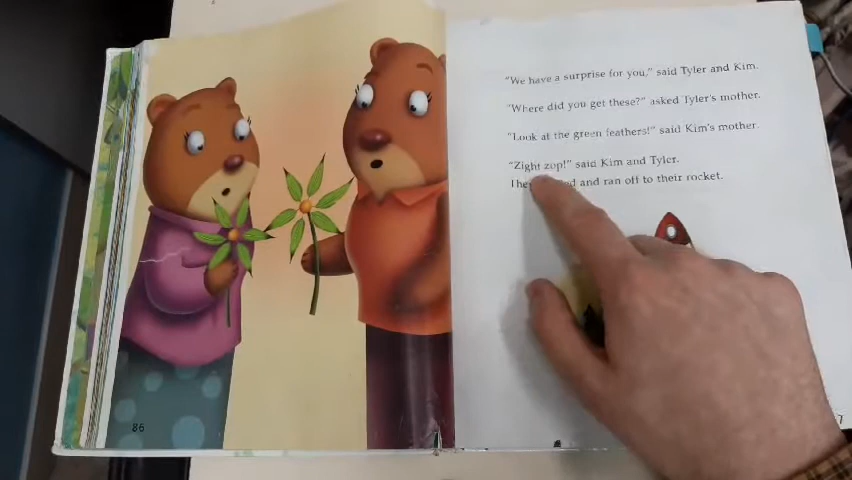 "We have a surprise for you," said Tyler and Kim.
"Where did you get these?" asked Tyler's mother.
"Look at the green feathers!" said Kim's mother.
"Zight zop!" said Kim and Tyler.
They and ran off to their rocket.
86
7